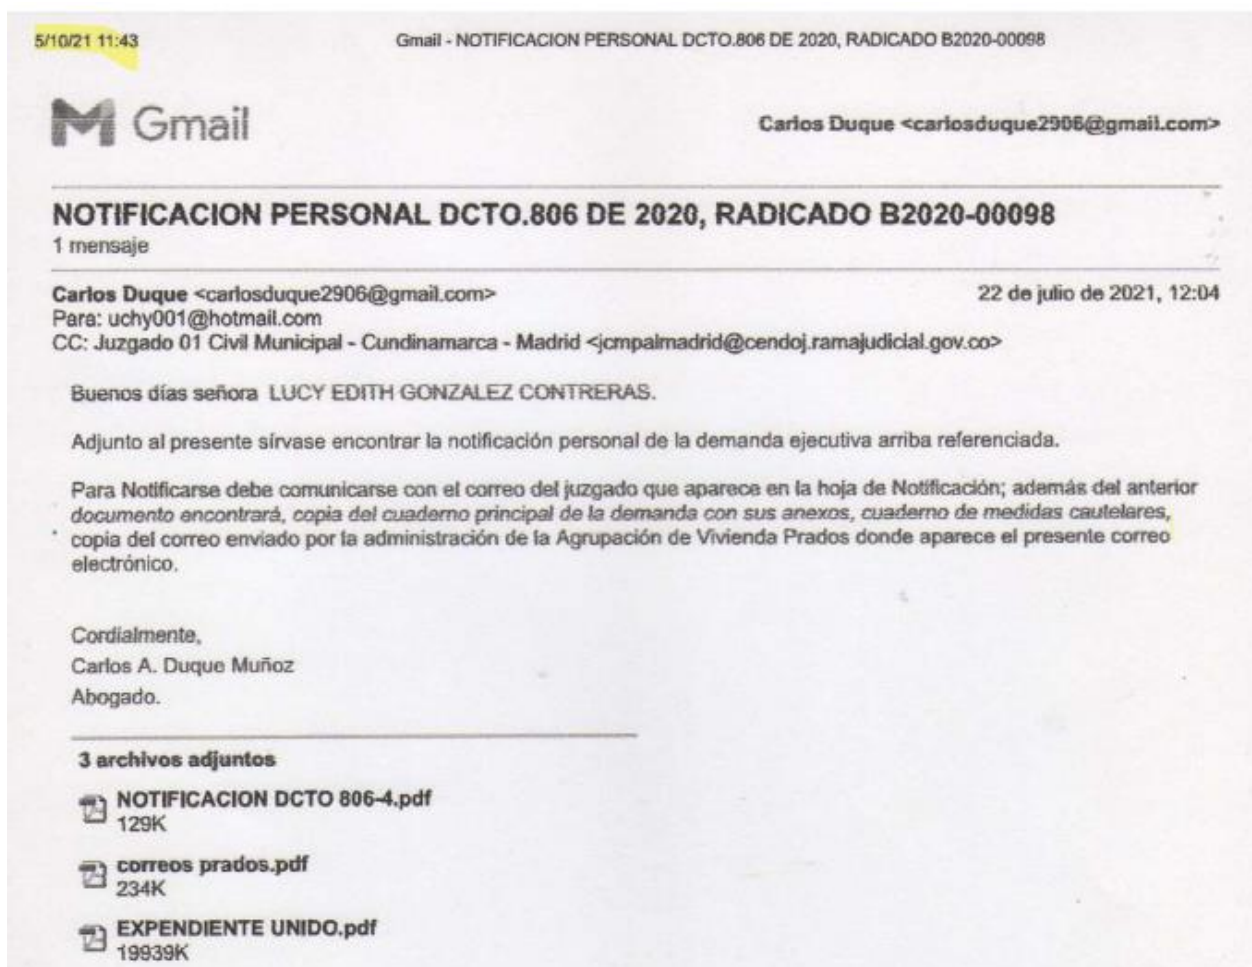 5/10/21 11:43
Gmail - NOTIFICACION PERSONAL DCTO.806 DE 2020, RADICADO B2020-00098
Gmail
Carlos Duque <carlosduque2906@gmail.com>
NOTIFICACION PERSONAL DCTO.806 DE 2020, RADICADO B2020-00098
1 mensaje
Carlos Duque <carlosduque2906@gmail.com>
22 de julio de 2021, 12:04
Para: uchy001@hotmail.com
CC: Juzgado 01 Civil Municipal - Cundinamarca - Madrid <jcmpalmadrid@cendoj.ramajudicial.gov.co>
Buenos días señora LUCY EDITH GONZALEZ CONTRERAS.
Adjunto al presente sírvase encontrar la notificación personal de la demanda ejecutiva arriba referenciada.
Para Notificarse debe comunicarse con el correo del juzgado que aparece en la hoja de Notificación; además del anterior
documento encontrará, copia del cuaderno principal de la demanda con sus anexos, cuaderno de medidas cautelares,
copia del correo enviado por la administración de la Agrupación de Vivienda Prados donde aparece el presente correo
electrónico.
Cordialmente,
Carlos A. Duque Muñoz
Abogado.
3 archivos adjuntos
NOTIFICACION DCTO 806-4.pdf
129K
correos prados.pdf
234K
EXPENDIENTE UNIDO.pdf
19939K